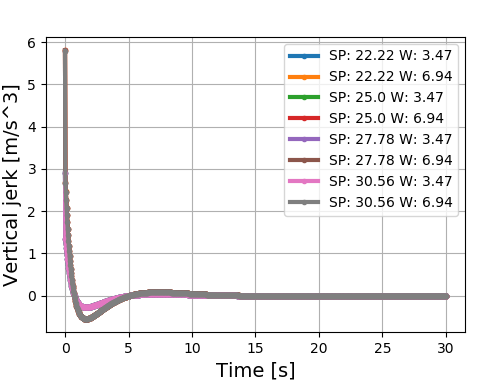 6
5
4
3
2
1
0
Vertical jerk [m/s^3]
SP: 22.22 W: 3.47
SP: 22.22 W: 6.94
SP: 25.0 W: 3.47
SP: 25.0 W: 6.94
SP: 27.78 W: 3.47
SP: 27.78 W: 6.94
SP: 30.56 W: 3.47
SP: 30.56 W: 6.94
0 5 10 15 20 25 30
Time [s]